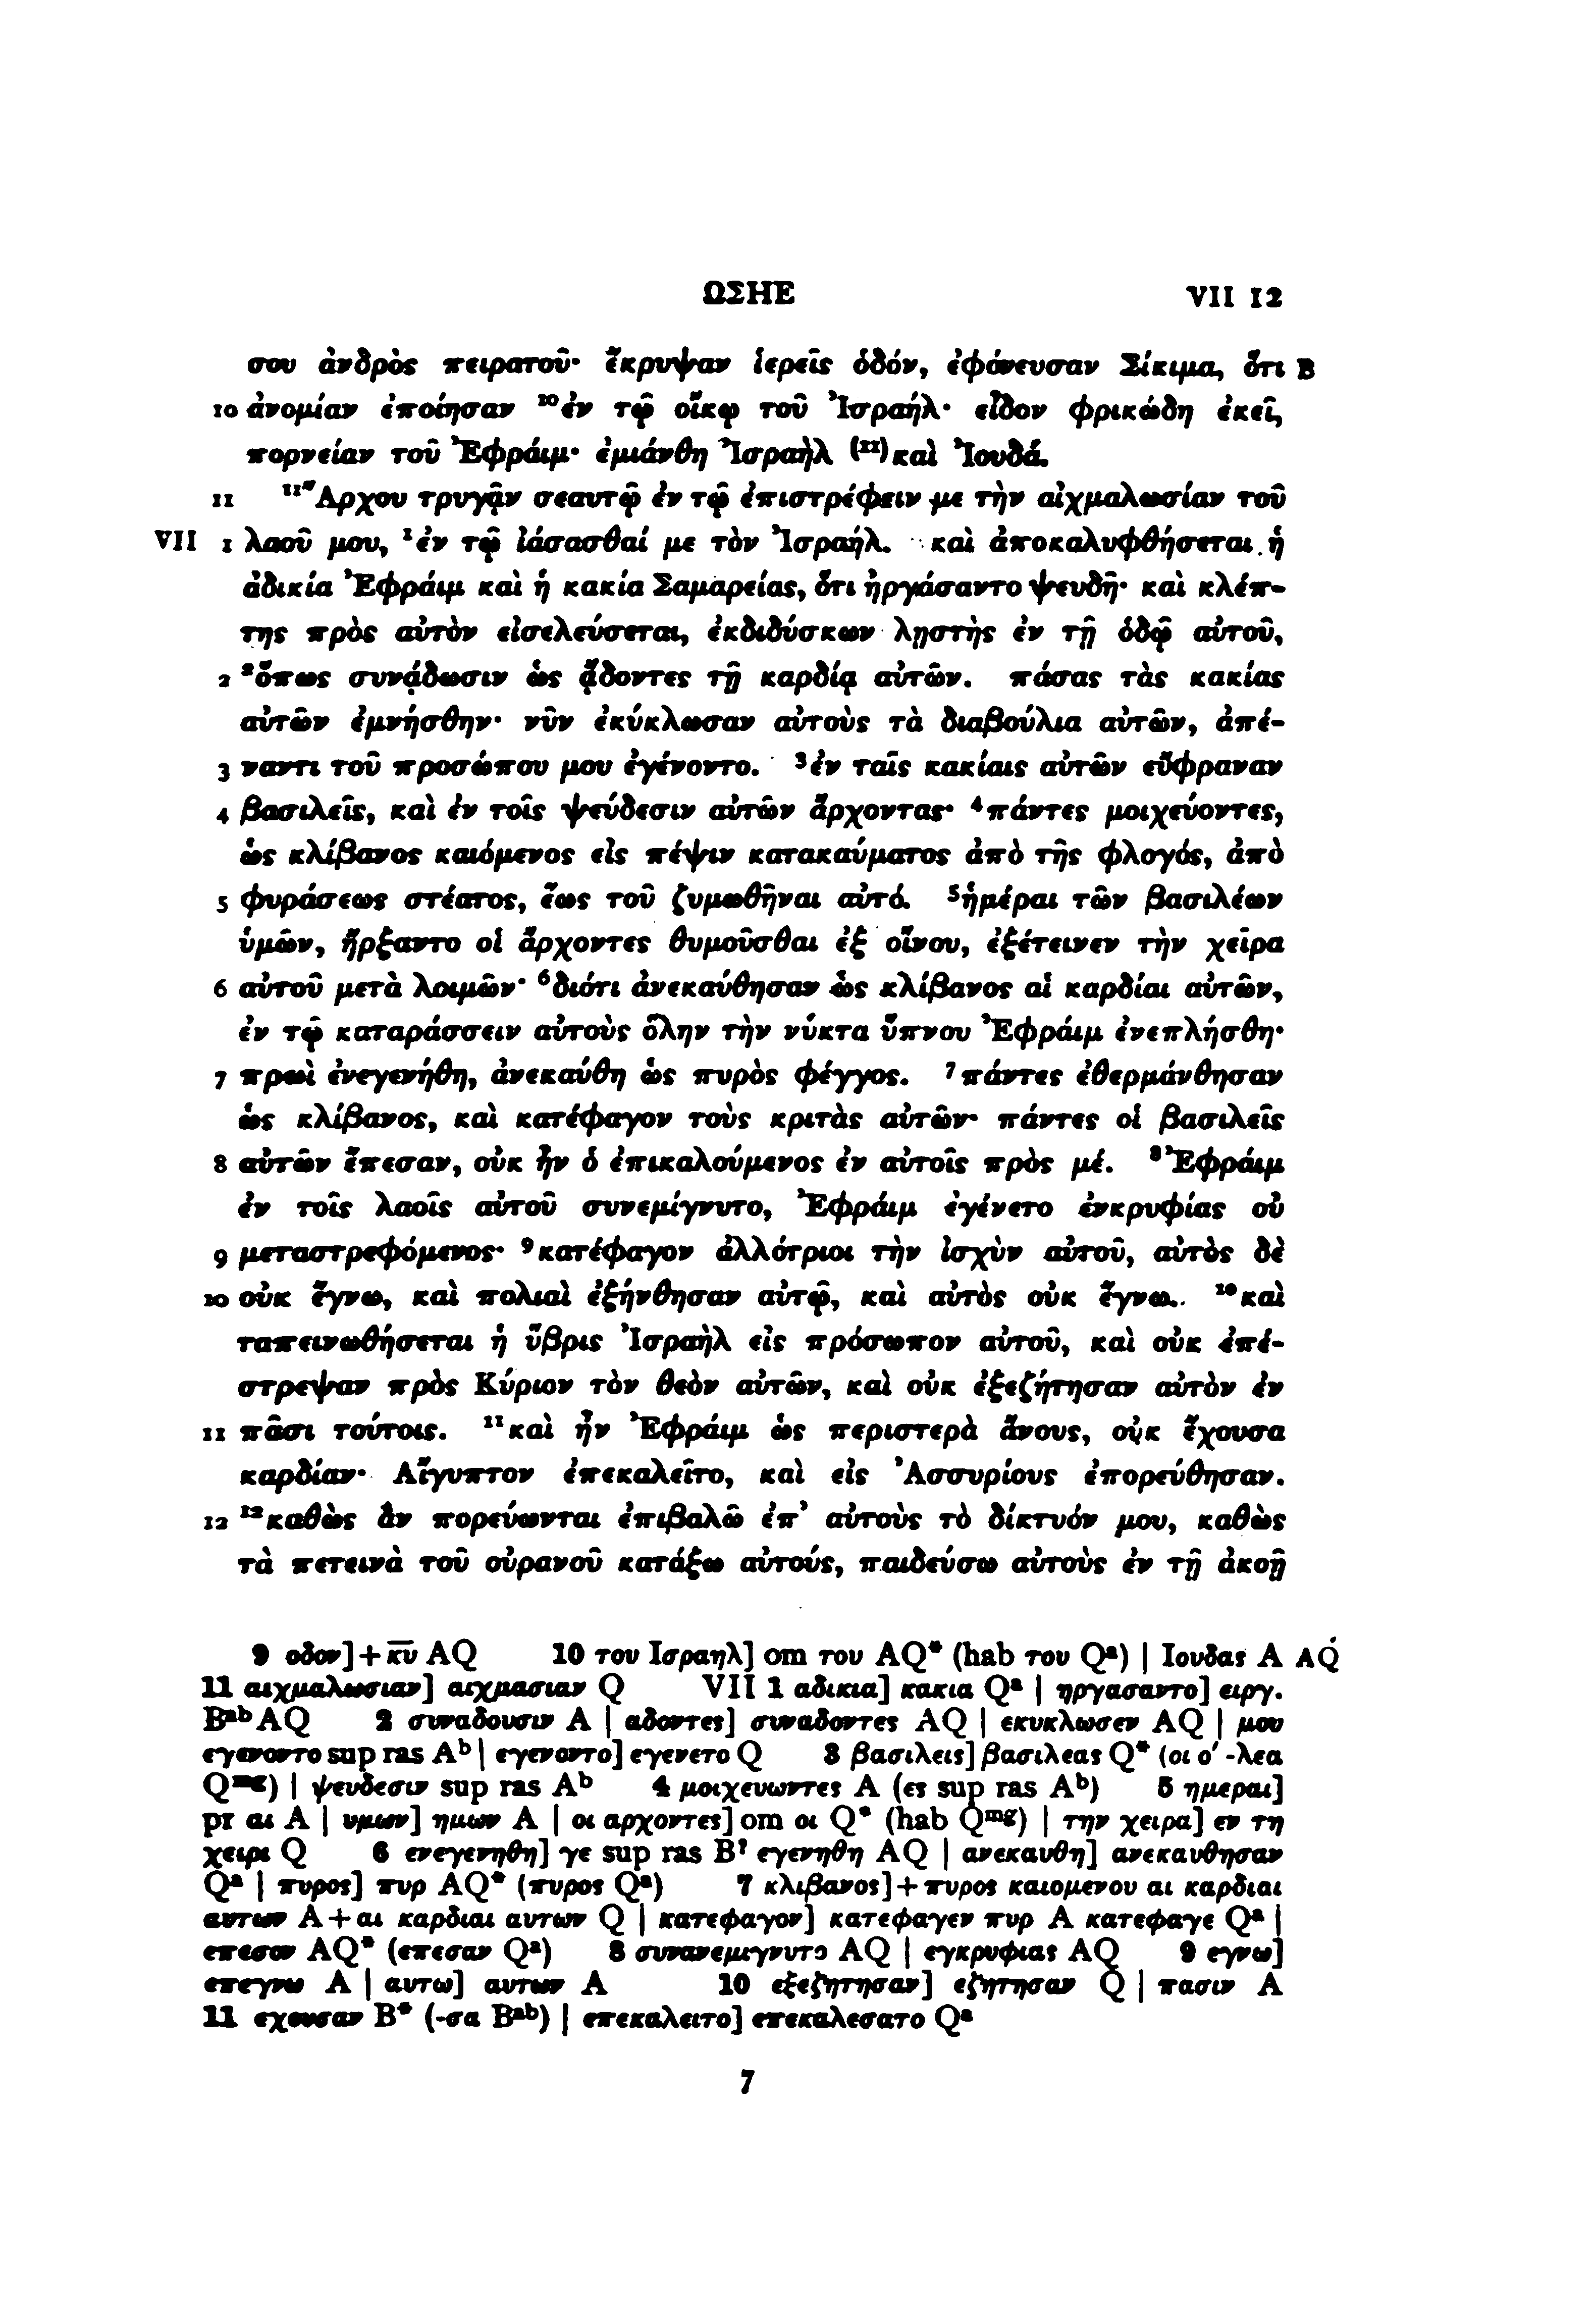 ΩΣΗΕ VII 12
σου ἀνδρὸς πειρατοῦ· ἔκρυψαν ἱερεῖς ὁδόν, ἐφόνευσαν Σίκιμα, ὅτι B
10 ἀνομίαν ἐποίησαν ¹⁰ἐν τῷ οἴκῳ τοῦ Ἰσραήλ· εἶδον φρικώδη ἐκεῖ,
πορνείαν τοῦ Ἐφράιμ· ἐμιάνθη Ἰσραὴλ (¹¹)καὶ Ἰουδά.
11 ¹¹Ἄρχου τρυγᾷν σεαυτῷ ἐν τῷ ἐπιστρέφειν με τὴν αἰχμαλωσίαν τοῦ
VII 1 λαοῦ μου, ¹ἐν τῷ ἰάσασθαί με τὸν Ἰσραήλ. καὶ ἀποκαλυφθήσεται ἡ
ἀδικία Ἐφράιμ καὶ ἡ κακία Σαμαρείας, ὅτι ἠργάσαντο ψευδῆ· καὶ κλέπ-
της πρὸς αὐτὸν εἰσελεύσεται, ἐκδιδύσκων λῃστὴς ἐν τῇ ὁδῷ αὐτοῦ,
2 ²ὅπως συνᾴδωσιν ὡς ᾄδοντες τῇ καρδίᾳ αὐτῶν. πάσας τὰς κακίας
αὐτῶν ἐμνήσθην· νῦν ἐκύκλωσαν αὐτοὺς τὰ διαβούλια αὐτῶν, ἀπέ-
3 ναντι τοῦ προσώπου μου ἐγένοντο. ³ἐν ταῖς κακίαις αὐτῶν εὔφραναν
4 βασιλεῖς, καὶ ἐν τοῖς ψεύδεσιν αὐτῶν ἄρχοντας· ⁴πάντες μοιχεύοντες,
ὡς κλίβανος καιόμενος εἰς πέψιν κατακαύματος ἀπὸ τῆς φλογός, ἀπὸ
5 φυράσεως στέατος, ἕως τοῦ ζυμωθῆναι αὐτό. ⁵ἡμέραι τῶν βασιλέων
ὑμῶν, ἤρξαντο οἱ ἄρχοντες θυμοῦσθαι ἐξ οἴνου, ἐξέτεινεν τὴν χεῖρα
6 αὐτοῦ μετὰ λοιμῶν· ⁶διότι ἀνεκαύθησαν ὡς κλίβανος αἱ καρδίαι αὐτῶν,
ἐν τῷ καταράσσειν αὐτοὺς ὅλην τὴν νύκτα ὕπνου Ἐφράιμ ἐνεπλήσθη·
7 πρωὶ ἐνεγενήθη, ἀνεκαύθη ὡς πυρὸς φέγγος. ⁷πάντες ἐθερμάνθησαν
ὡς κλίβανος, καὶ κατέφαγον τοὺς κριτὰς αὐτῶν· πάντες οἱ βασιλεῖς
8 αὐτῶν ἔπεσαν, οὐκ ἦν ὁ ἐπικαλούμενος ἐν αὐτοῖς πρὸς μέ. ⁸Ἐφράιμ
ἐν τοῖς λαοῖς αὐτοῦ συνεμίγνυτο, Ἐφράιμ ἐγένετο ἐνκρυφίας οὐ
9 μεταστρεφόμενος· ⁹κατέφαγον ἀλλότριοι τὴν ἰσχὺν αὐτοῦ, αὐτὸς δὲ
10 οὐκ ἔγνω, καὶ πολιαὶ ἐξήνθησαν αὐτῷ, καὶ αὐτὸς οὐκ ἔγνω. ¹⁰καὶ
ταπεινωθήσεται ἡ ὕβρις Ἰσραὴλ εἰς πρόσωπον αὐτοῦ, καὶ οὐκ ἐπέ-
στρεψαν πρὸς Κύριον τὸν θεὸν αὐτῶν, καὶ οὐκ ἐξεζήτησαν αὐτὸν ἐν
11 πᾶσι τούτοις. ¹¹καὶ ἦν Ἐφράιμ ὡς περιστερὰ ἄνους, οὐκ ἔχουσα
καρδίαν· Αἴγυπτον ἐπεκαλεῖτο, καὶ εἰς Ἀσσυρίους ἐπορεύθησαν.
12 ¹²καθὼς ἂν πορεύωνται ἐπιβαλῶ ἐπ’ αὐτοὺς τὸ δίκτυόν μου, καθὼς
τὰ πετεινὰ τοῦ οὐρανοῦ κατάξω αὐτούς, παιδεύσω αὐτοὺς ἐν τῇ ἀκοῇ
9 οδον]+κ̅υ̅ AQ 10 του Ισραηλ] om του AQ* (hab του Qᵃ) | Ιουδας A AQ
11 αιχμαλωσιαν] αιχμασιαν Q VII 1 αδικια] κακια Qᵃ | ηργασαντο] ειργ.
Bᵃᵇ AQ 2 συναδουσιν A | αδοντες] συναδοντες AQ | εκυκλωσεν AQ | μου
εγενοντο sup ras Aᵇ | εγενοντο] εγενετο Q 3 βασιλεις] βασιλεας Q* (οι ο′ -λεα
Qᵐᵍ) | ψευδεσιν sup ras Aᵇ 4 μοιχευωντες A (ες sup ras Aᵇ) 5 ημεραι]
pr αι A | υμων] ημων A | οι αρχοντες] om οι Q* (hab Qᵐᵍ) | την χειρα] εν τη
χειρι Q 6 ενεγενηθη] γε sup ras B? εγενηθη AQ | ανεκαυθη] ανεκαυθησαν
Qᵃ | πυρος] πυρ AQ* (πυρος Qᵃ) 7 κλιβανος]+πυρος καιομενου αι καρδιαι
αυτων A + αι καρδιαι αυτων Q | κατεφαγον] κατεφαγεν πυρ A κατεφαγε Qᵃ |
επεσον AQ* (επεσαν Qᵃ) 8 συνανεμιγνυτο AQ | εγκρυφιας AQ 9 εγνω]
επεγνω A | αυτω] αυτων A 10 εξεζητησαν] εζητησαν Q | πασιν A
11 εχουσαν B* (-σα Bᵃᵇ) | επεκαλειτο] επεκαλεσατο Qᵃ
7